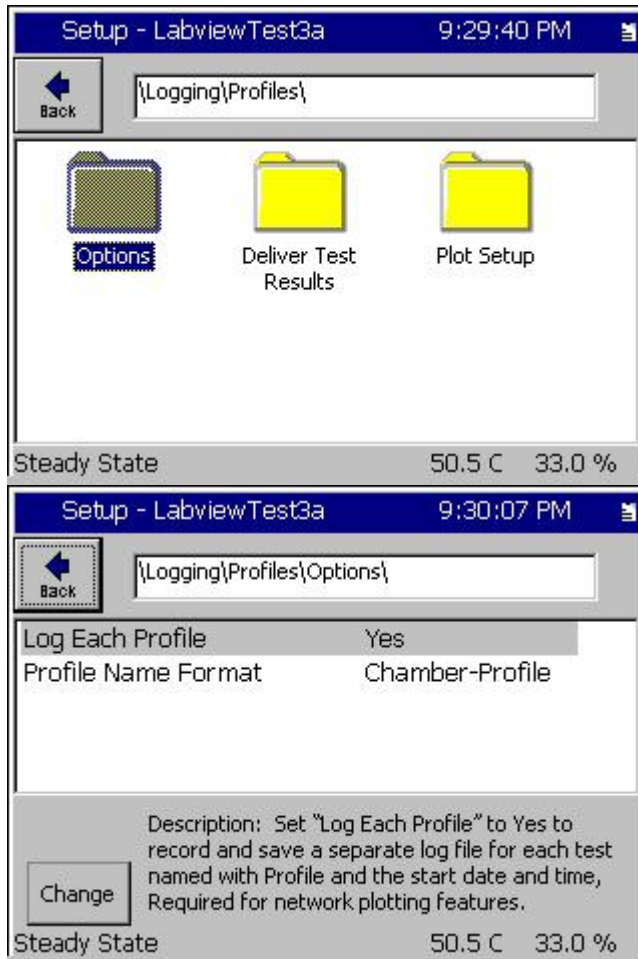 Setup - LabviewTest3a 9:29:40 PM
Back
\Logging\Profiles\
Options Deliver Test Results Plot Setup
Steady State 50.5 C 33.0 %
Setup - LabviewTest3a 9:30:07 PM
Back
\Logging\Profiles\Options\
Log Each Profile Yes
Profile Name Format Chamber-Profile
Description: Set "Log Each Profile" to Yes to
record and save a separate log file for each test
named with Profile and the start date and time,
Required for network plotting features.
Change
Steady State 50.5 C 33.0 %